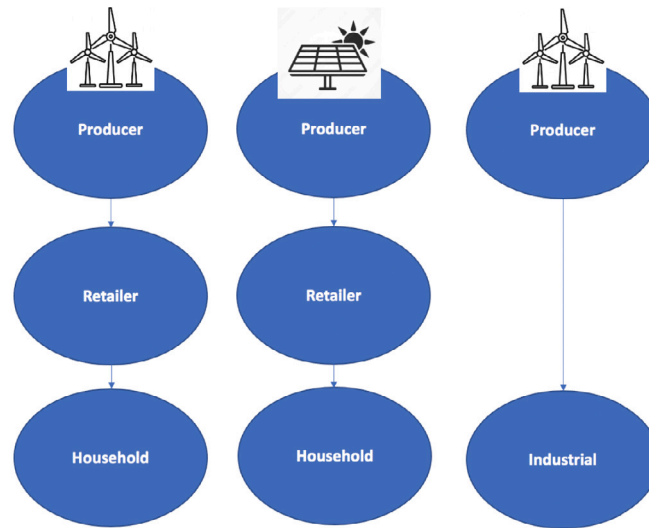 Producer
Producer
Producer
Retailer
Retailer
Household
Household
Industrial